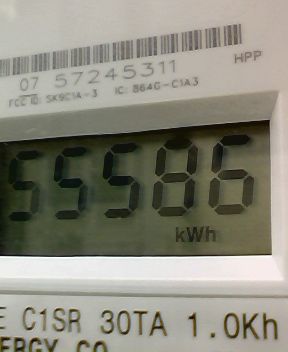 07 57245311
HPP
FCC ID: SK9C1A-3 IC: 864G-C1A3
55586
kWh
E C1SR 30TA 1.0Kh
ERGY CO